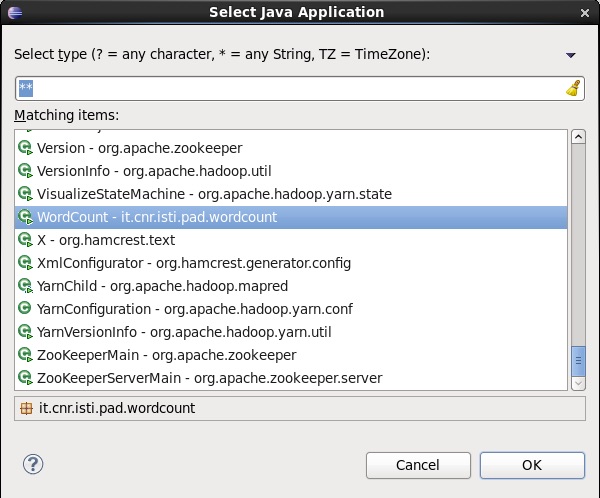 Select Java Application
Select type (? = any character, * = any String, TZ = TimeZone):
**
Matching items:
Version - org.apache.zookeeper
VersionInfo - org.apache.hadoop.util
VisualizeStateMachine - org.apache.hadoop.yarn.state
WordCount - it.cnr.isti.pad.wordcount
X - org.hamcrest.text
XmlConfigurator - org.hamcrest.generator.config
YarnChild - org.apache.hadoop.mapred
YarnConfiguration - org.apache.hadoop.yarn.conf
YarnVersionInfo - org.apache.hadoop.yarn.util
ZooKeeperMain - org.apache.zookeeper
ZooKeeperServerMain - org.apache.zookeeper.server
it.cnr.isti.pad.wordcount
?
Cancel
OK